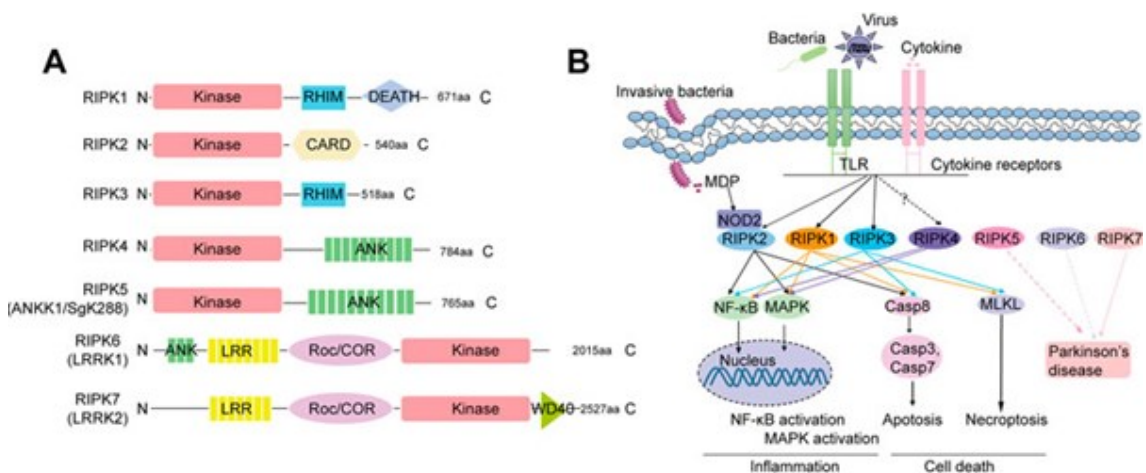 A
RIPK1 N Kinase RHIM DEATH 671aa C
RIPK2 N Kinase CARD 540aa C
RIPK3 N Kinase RHIM 518aa C
RIPK4 N Kinase ANK 784aa C
RIPK5
(ANKK1/SgK288) N Kinase ANK 765aa C
RIPK6
(LRRK1) N ANK LRR Roc/COR Kinase 2015aa C
RIPK7
(LRRK2) N LRR Roc/COR Kinase WD40 2527aa C
B
Virus
Bacteria
Cytokine
Invasive bacteria
TLR Cytokine receptors
MDP
?
NOD2
RIPK2 RIPK1 RIPK3 RIPK4 RIPK5 RIPK6 RIPK7
NF-κB MAPK Casp8 MLKL
Nucleus
Casp3,
Casp7
Parkinson's
disease
NF-κB activation
MAPK activation
Apotosis Necroptosis
Inflammation Cell death